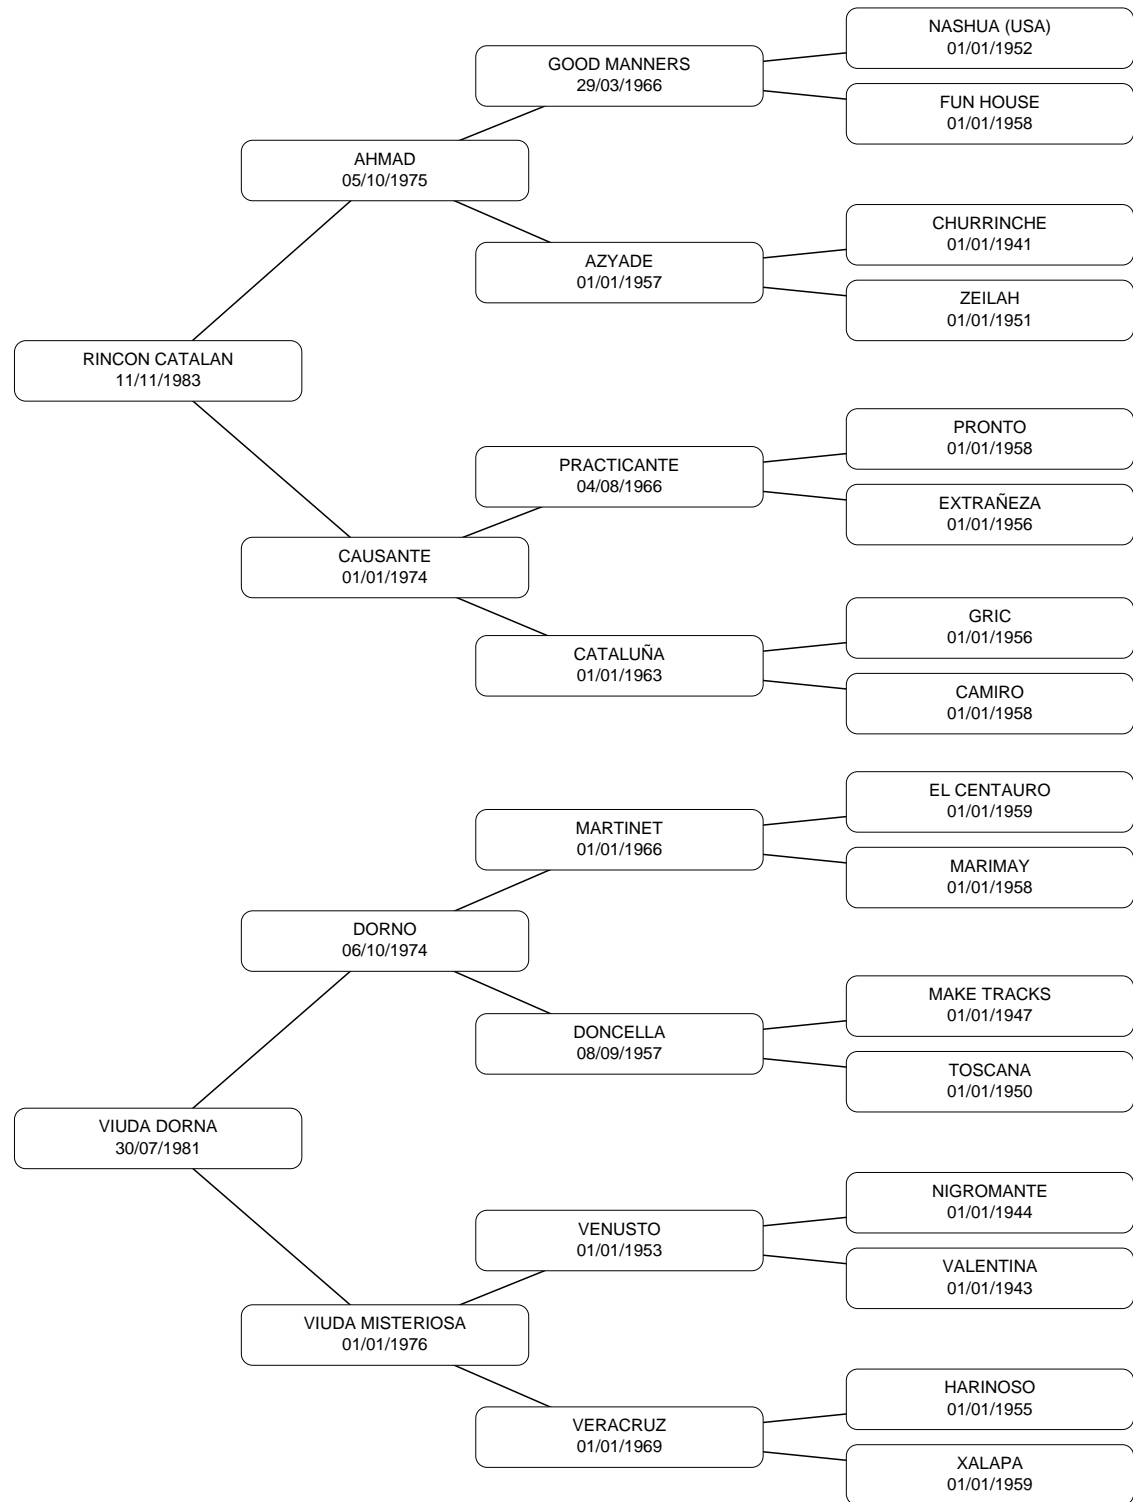 NASHUA (USA)
01/01/1952
GOOD MANNERS
29/03/1966
FUN HOUSE
01/01/1958
AHMAD
05/10/1975
CHURRINCHE
01/01/1941
AZYADE
01/01/1957
ZEILAH
01/01/1951
RINCON CATALAN
11/11/1983
PRONTO
01/01/1958
PRACTICANTE
04/08/1966
EXTRAÑEZA
01/01/1956
CAUSANTE
01/01/1974
GRIC
01/01/1956
CATALUÑA
01/01/1963
CAMIRO
01/01/1958
EL CENTAURO
01/01/1959
MARTINET
01/01/1966
MARIMAY
01/01/1958
DORNO
06/10/1974
MAKE TRACKS
01/01/1947
DONCELLA
08/09/1957
TOSCANA
01/01/1950
VIUDA DORNA
30/07/1981
NIGROMANTE
01/01/1944
VENUSTO
01/01/1953
VALENTINA
01/01/1943
VIUDA MISTERIOSA
01/01/1976
HARINOSO
01/01/1955
VERACRUZ
01/01/1969
XALAPA
01/01/1959